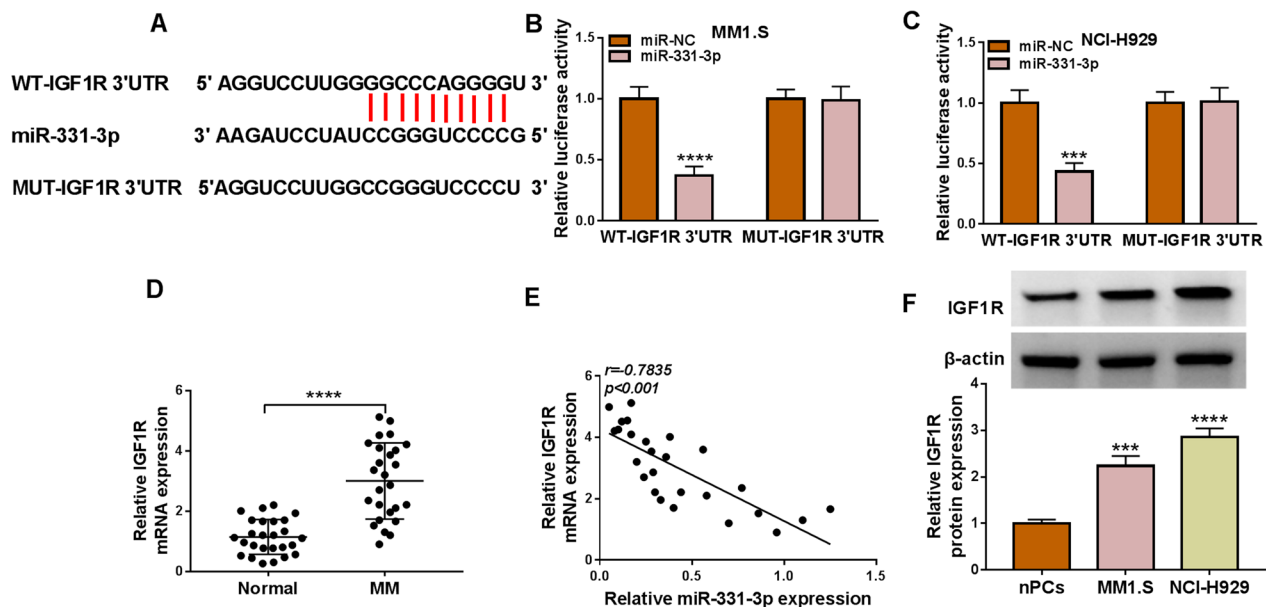 A
WT-IGF1R 3'UTR 5' AGGUCCUUGGGGCCCAGGGGU 3'
miR-331-3p 3' AAGAUCCUAUCCGGGUCCCCG 5'
MUT-IGF1R 3'UTR 5'AGGUCCUUGGCCGGGUCCCCU 3'
B
MM1.S
miR-NC
miR-331-3p
Relative luciferase activity
1.5
1.0
0.5
0.0
****
WT-IGF1R 3'UTR MUT-IGF1R 3'UTR
C
NCI-H929
miR-NC
miR-331-3p
Relative luciferase activity
1.5
1.0
0.5
0.0
***
WT-IGF1R 3'UTR MUT-IGF1R 3'UTR
D
Relative IGF1R
mRNA expression
6
4
2
0
****
Normal MM
E
r=-0.7835
p<0.001
Relative IGF1R
mRNA expression
6
4
2
0
0.0 0.5 1.0 1.5
Relative miR-331-3p expression
F
IGF1R
β-actin
Relative IGF1R
protein expression
4
3
2
1
0
***
****
nPCs MM1.S NCI-H929